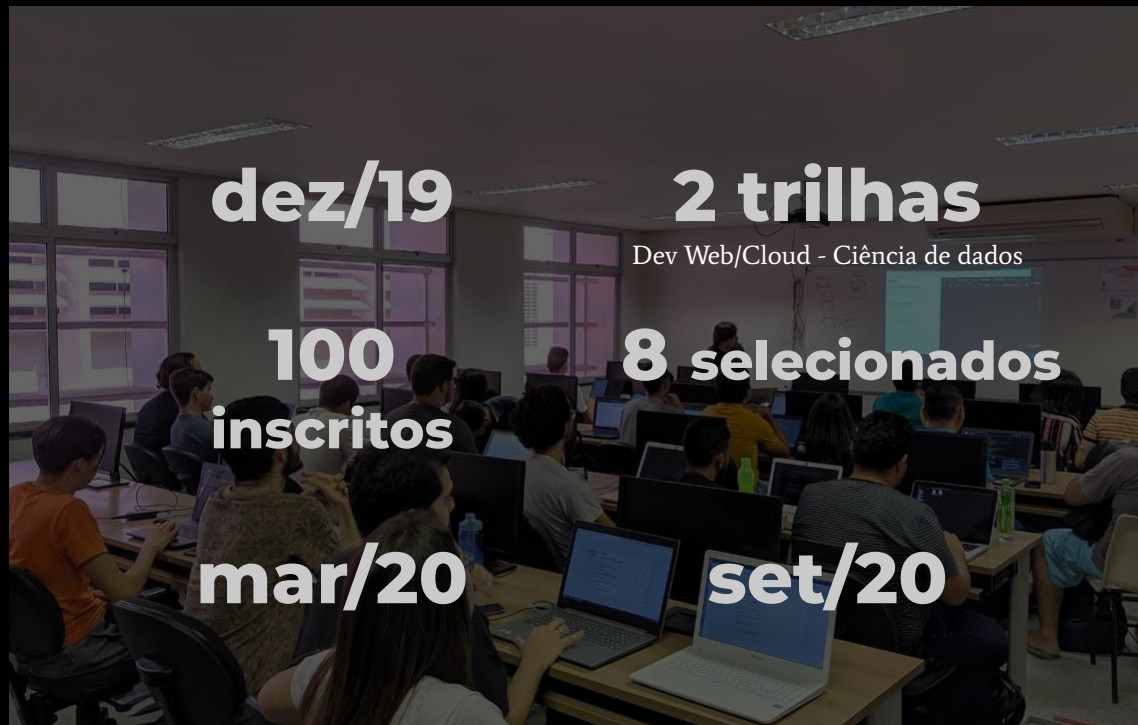 dez/19
2 trilhas
Dev Web/Cloud - Ciência de dados
100
inscritos
8 selecionados
mar/20
set/20